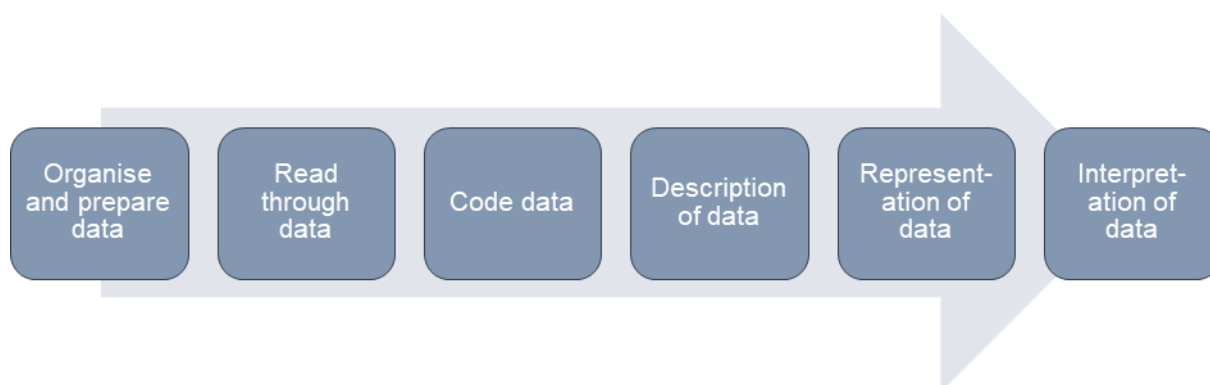 Organise
and prepare
data
Read
through
data
Code data
Description
of data
Represent-
ation of
data
Interpret-
ation of
data